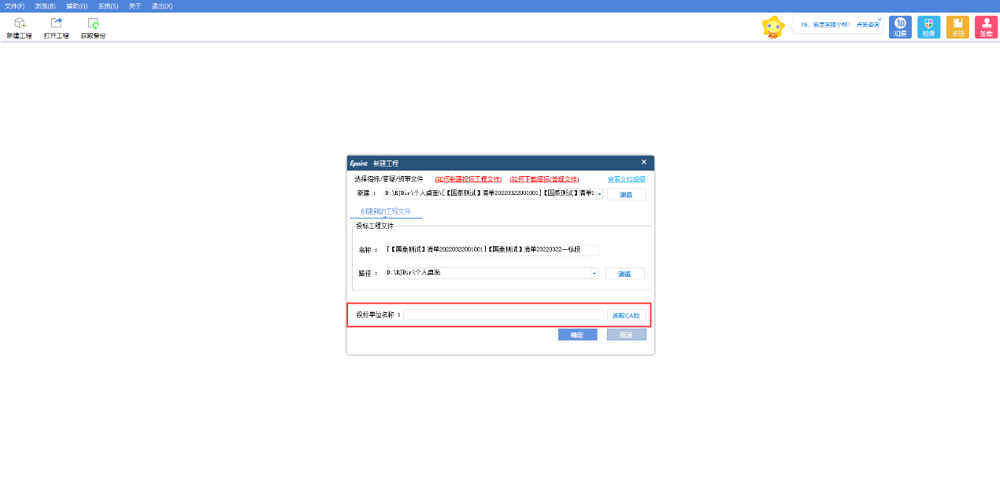 文件(F) 浏览(B) 辅助(G) 系统(S) 关于 退出(X)
新建工程 打开工程 获取备份
Hi, 我是客服小桥! 点我咨询
知 知道 检测 手册 签章
Epoint 新建工程
选择招标/答疑/资审文件 (如何新建投标工程文件) (如何下载招标/答疑文件) 查看支持后缀
新建 : D:\RJDir\个人桌面\[【国泰测试】清单20220322001001]【国泰测试】清单2 浏览
创建新的工程文件
投标工程文件
名称 : [【国泰测试】清单20220322001001]【国泰测试】清单20220322一标段
路径 : D:\RJDir\个人桌面 浏览
投标单位名称 : 读取CA锁
确定 取消